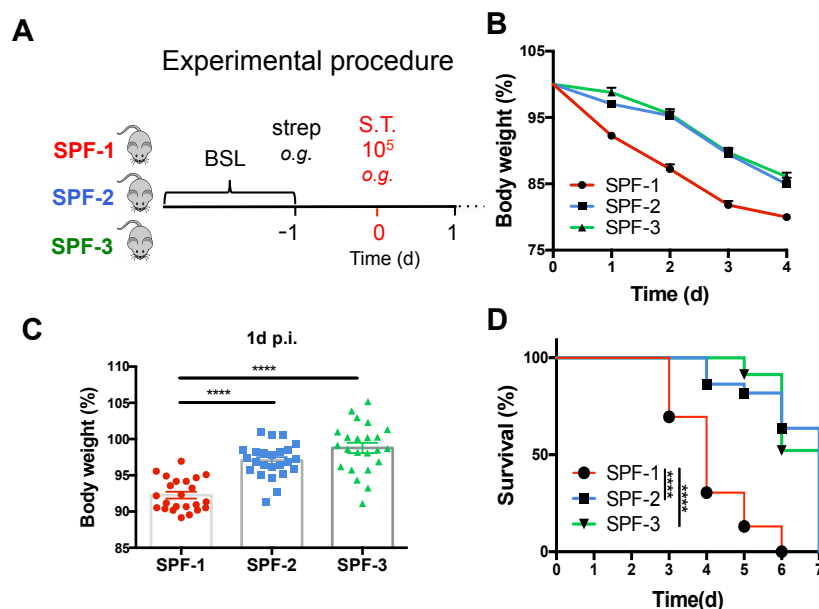 A
Experimental procedure
SPF-1
SPF-2
SPF-3
BSL
strep
o.g.
S.T.
10⁵
o.g.
−1
0
1
Time (d)
B
Body weight (%)
105
95
85
75
SPF-1
SPF-2
SPF-3
0
1
2
3
4
Time (d)
C
1d p.i.
Body weight (%)
110
105
100
95
90
85
****
****
SPF-1
SPF-2
SPF-3
D
Survival (%)
100
50
0
SPF-1
SPF-2
SPF-3
****
****
0
1
2
3
4
5
6
7
Time(d)